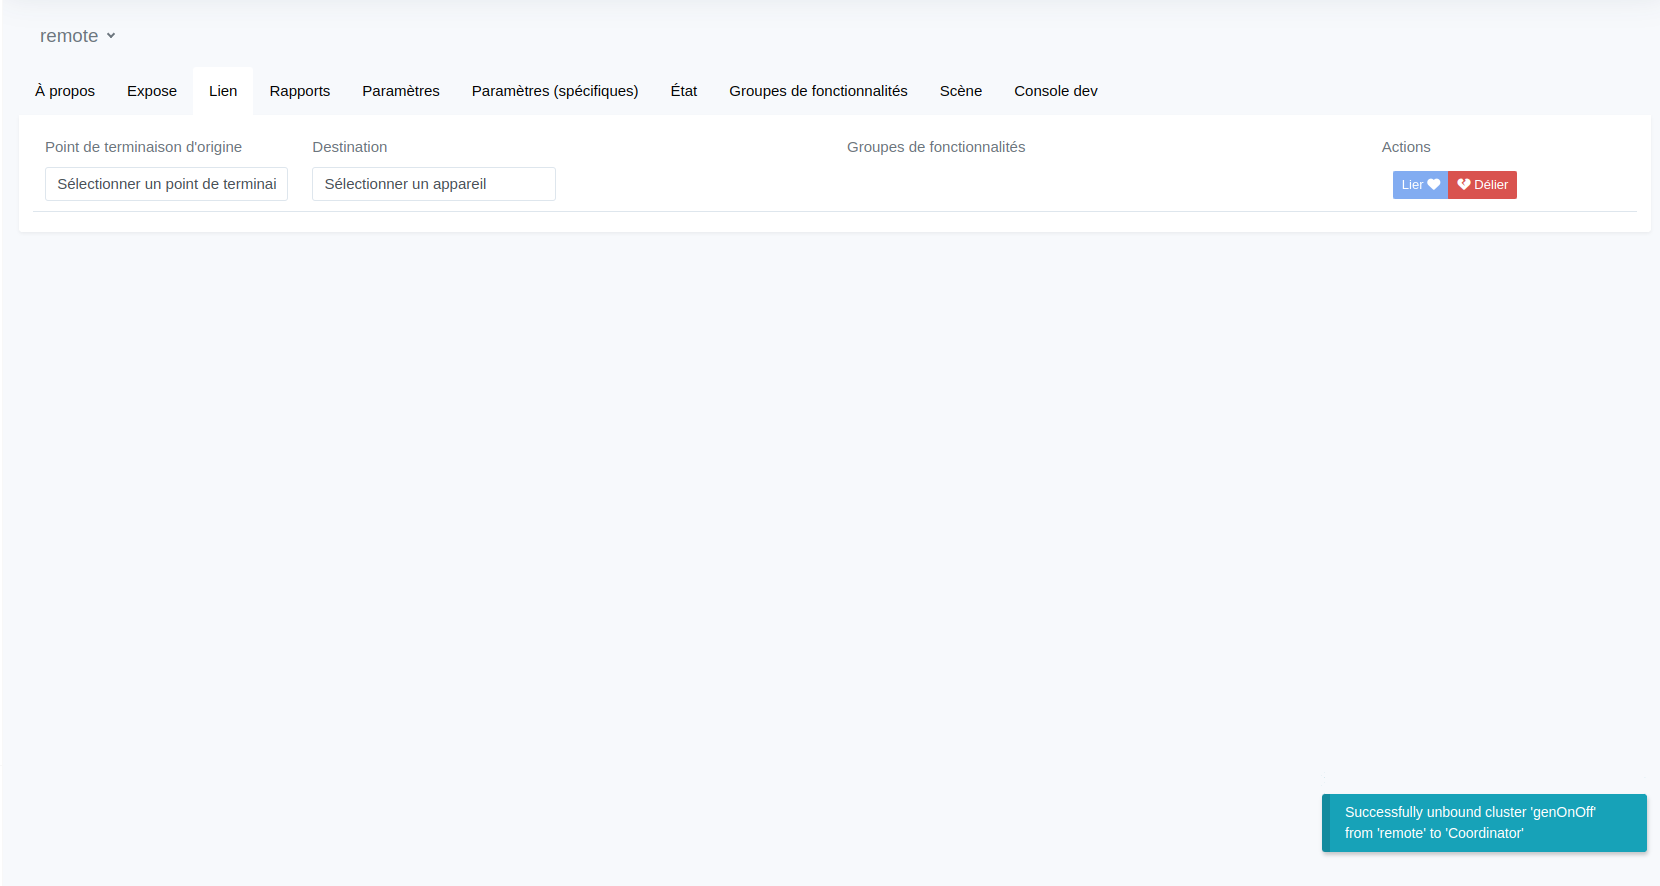 remote
À propos Expose Lien Rapports Paramètres Paramètres (spécifiques) État Groupes de fonctionnalités Scène Console dev
Point de terminaison d'origine Destination Groupes de fonctionnalités Actions
Sélectionner un point de terminai Sélectionner un appareil Lier Délier
Successfully unbound cluster 'genOnOff'
from 'remote' to 'Coordinator'